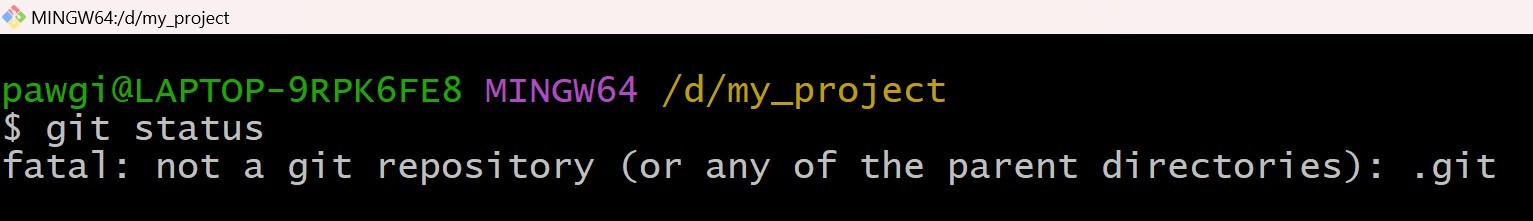 MINGW64:/d/my_project
pawgi@LAPTOP-9RPK6FE8 MINGW64 /d/my_project
$ git status
fatal: not a git repository (or any of the parent directories): .git